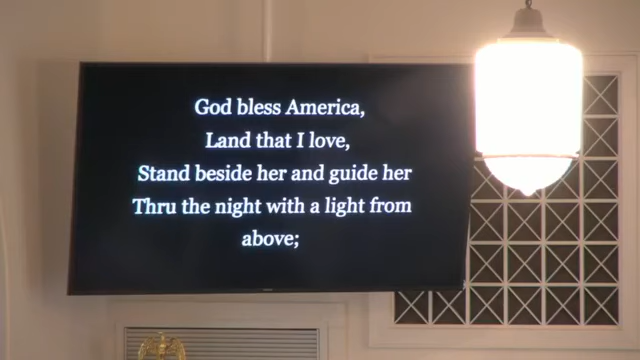 God bless America,
Land that I love,
Stand beside her and guide her
Thru the night with a light from
above;